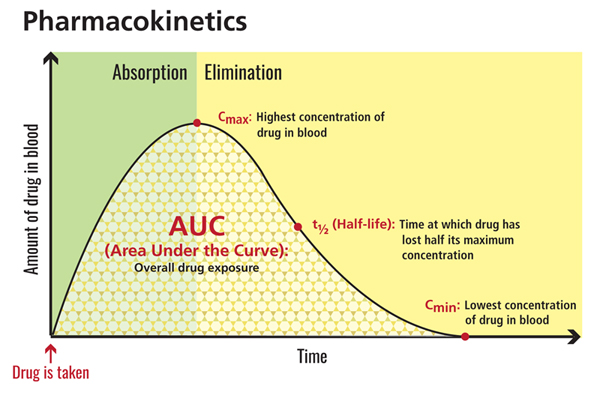 Pharmacokinetics
Absorption
Elimination
Cmax: Highest concentration of
drug in blood
Amount of drug in blood
AUC
(Area Under the Curve):
Overall drug exposure
t½ (Half-life): Time at which drug has
lost half its maximum
concentration
Cmin: Lowest concentration
of drug in blood
Time
Drug is taken